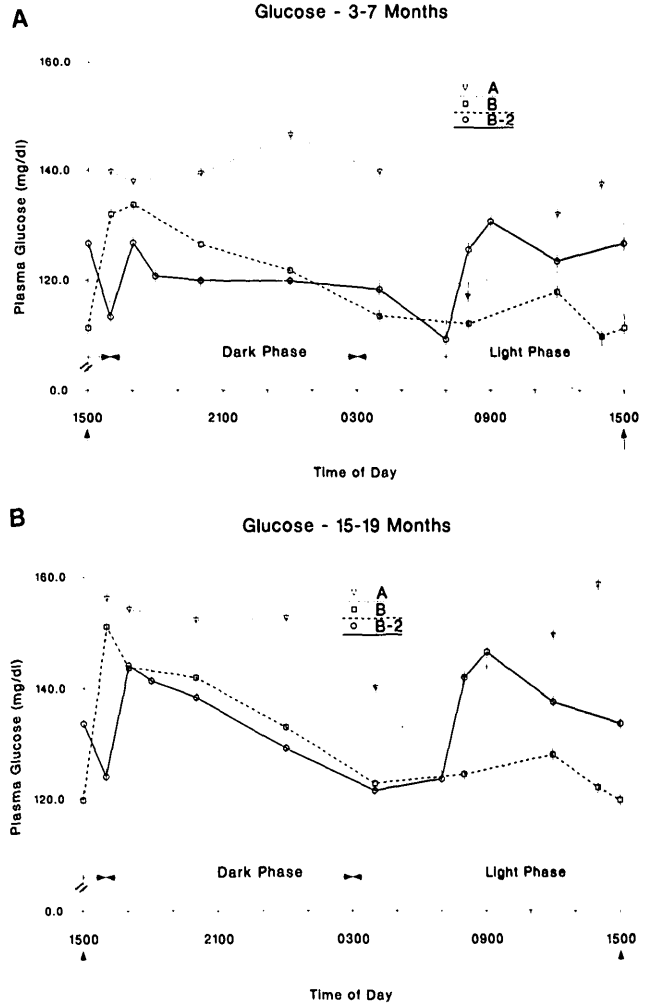 A
Glucose - 3-7 Months
160.0
A
B
B-2
140.0
Plasma Glucose (mg/dl)
120.0
Dark Phase
Light Phase
0.0
1500
2100
0300
0900
1500
Time of Day
B
Glucose - 15-19 Months
160.0
A
B
B-2
140.0
Plasma Glucose (mg/dl)
120.0
Dark Phase
Light Phase
0.0
1500
2100
0300
0900
1500
Time of Day